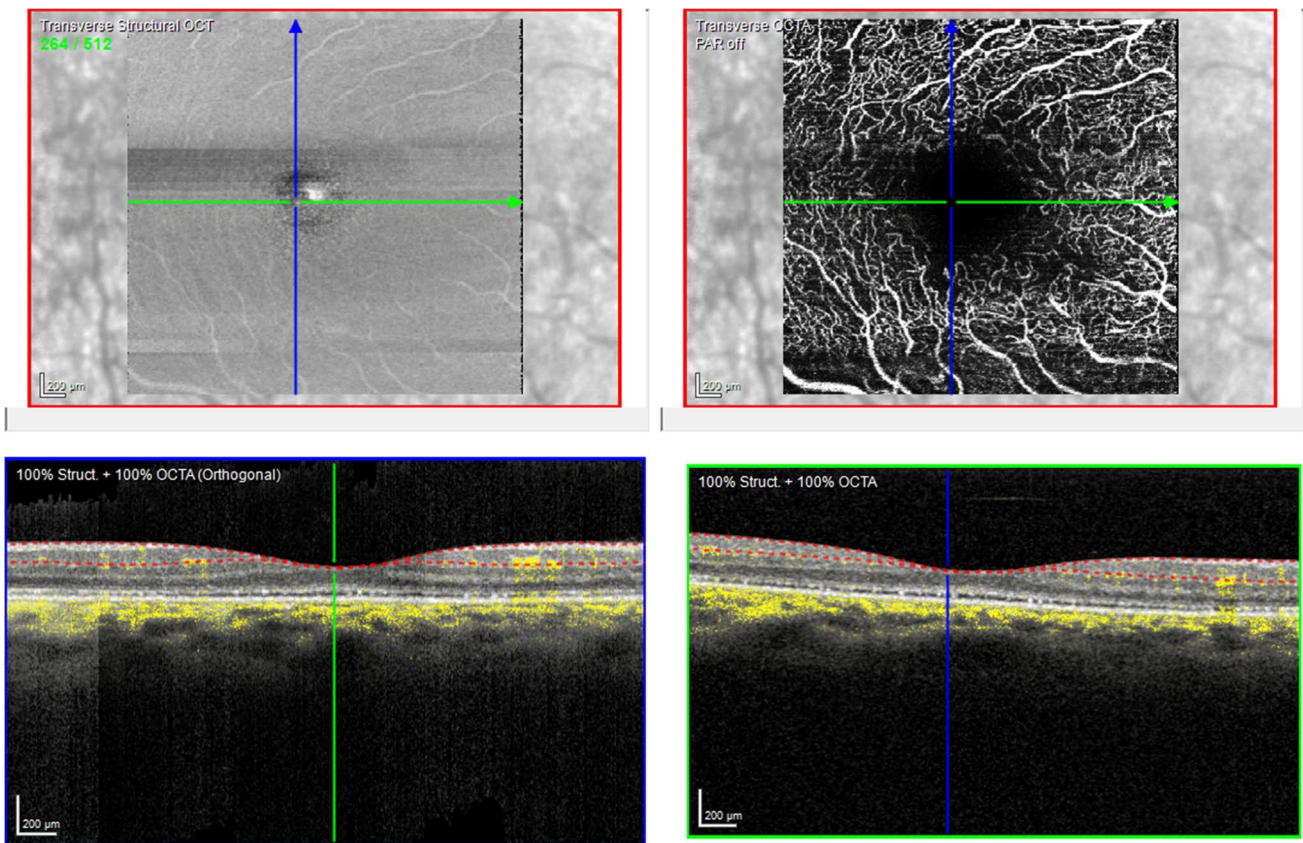 Transverse Structural OCT
264 / 512
200 µm
Transverse OCTA
PAR off
200 µm
100% Struct. + 100% OCTA (Orthogonal)
200 µm
100% Struct. + 100% OCTA
200 µm